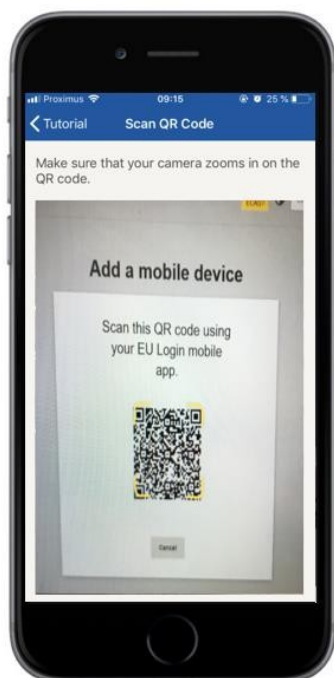 Proximus
09:15
25 %
Tutorial
Scan QR Code
Make sure that your camera zooms in on the
QR code.
Add a mobile device
Scan this QR code using
your EU Login mobile
app.
Cancel